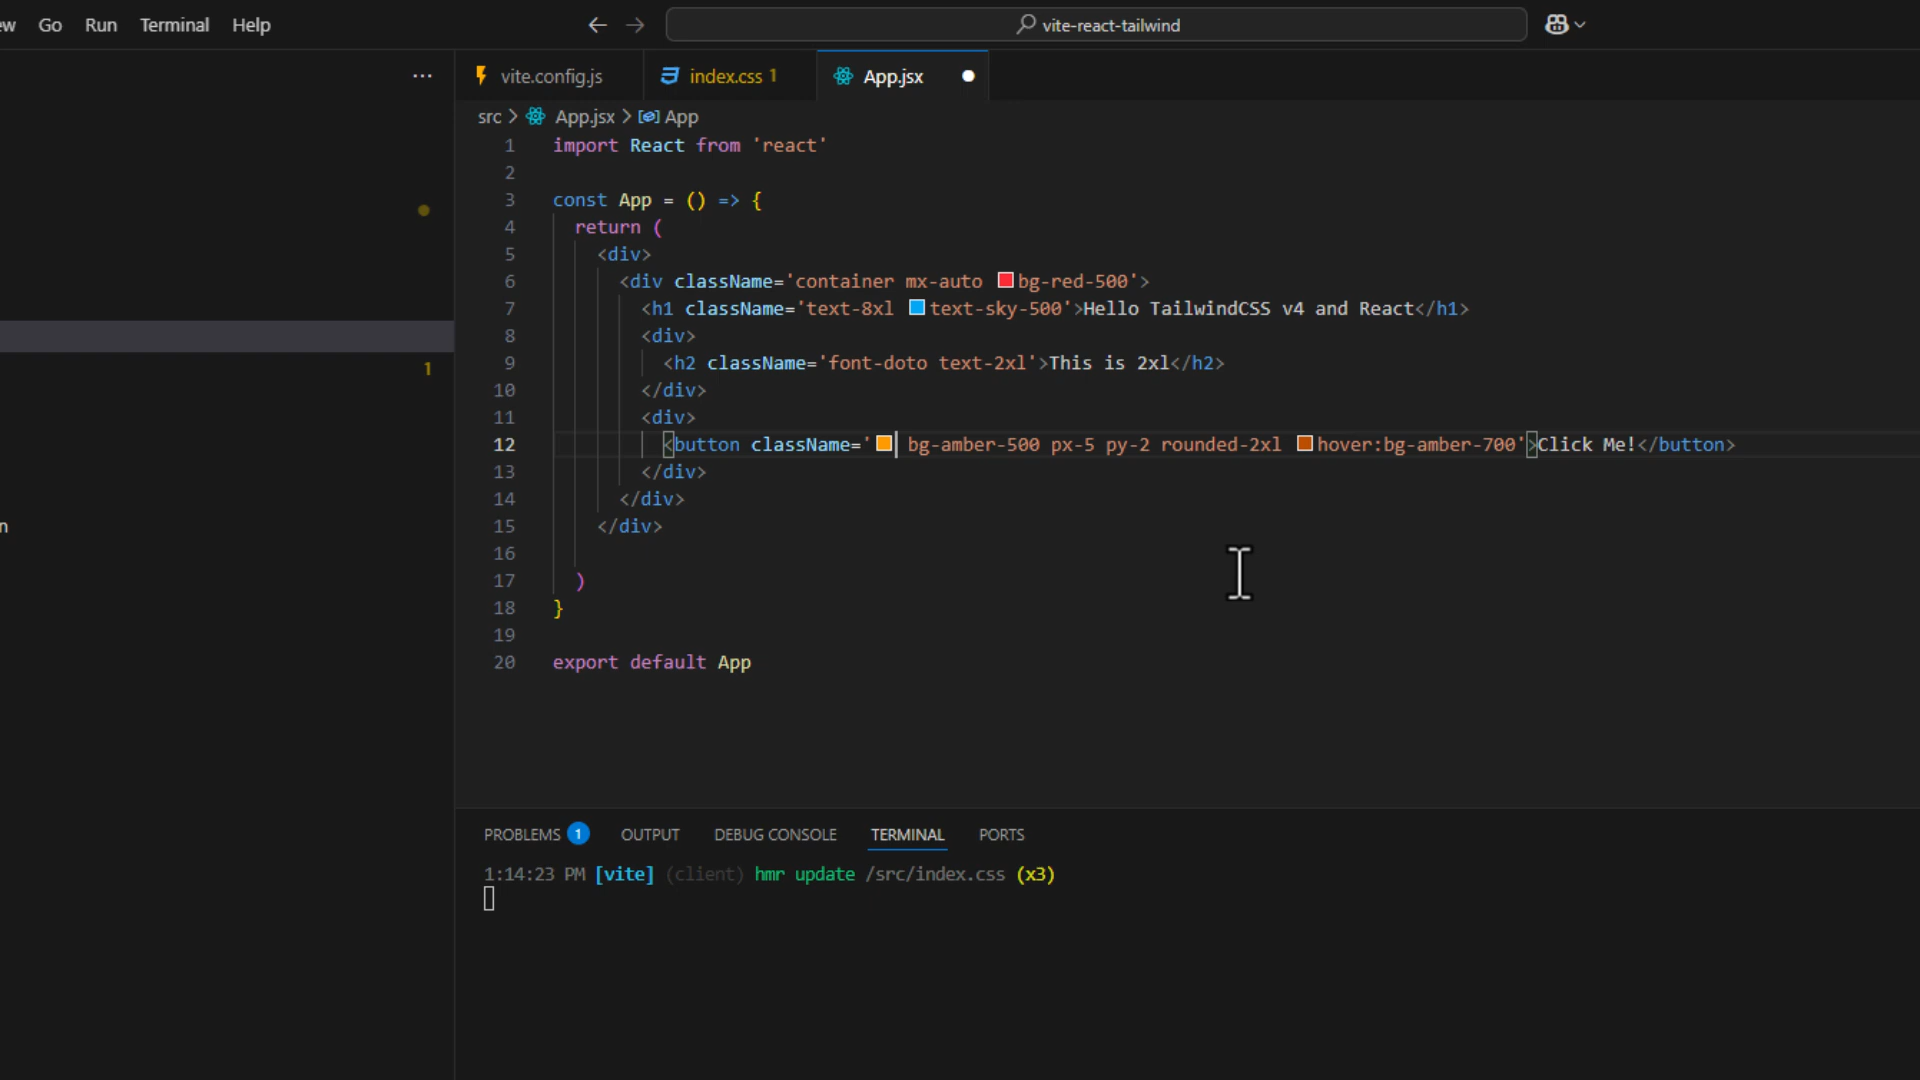 ew Go Run Terminal Help
vite-react-tailwind
vite.config.js
index.css 1
App.jsx
src > App.jsx > App
1 import React from 'react'
2
3 const App = () => {
4 return (
5 <div>
6 <div className='container mx-auto bg-red-500'>
7 <h1 className='text-8xl text-sky-500'>Hello TailwindCSS v4 and React</h1>
8 <div>
9 <h2 className='font-doto text-2xl'>This is 2xl</h2>
10 </div>
11 <div>
12 <button className=' bg-amber-500 px-5 py-2 rounded-2xl hover:bg-amber-700'>Click Me!</button>
13 </div>
14 </div>
15 </div>
16
17 )
18 }
19
20 export default App
1
n
PROBLEMS 1 OUTPUT DEBUG CONSOLE TERMINAL PORTS
1:14:23 PM [vite] (client) hmr update /src/index.css (x3)